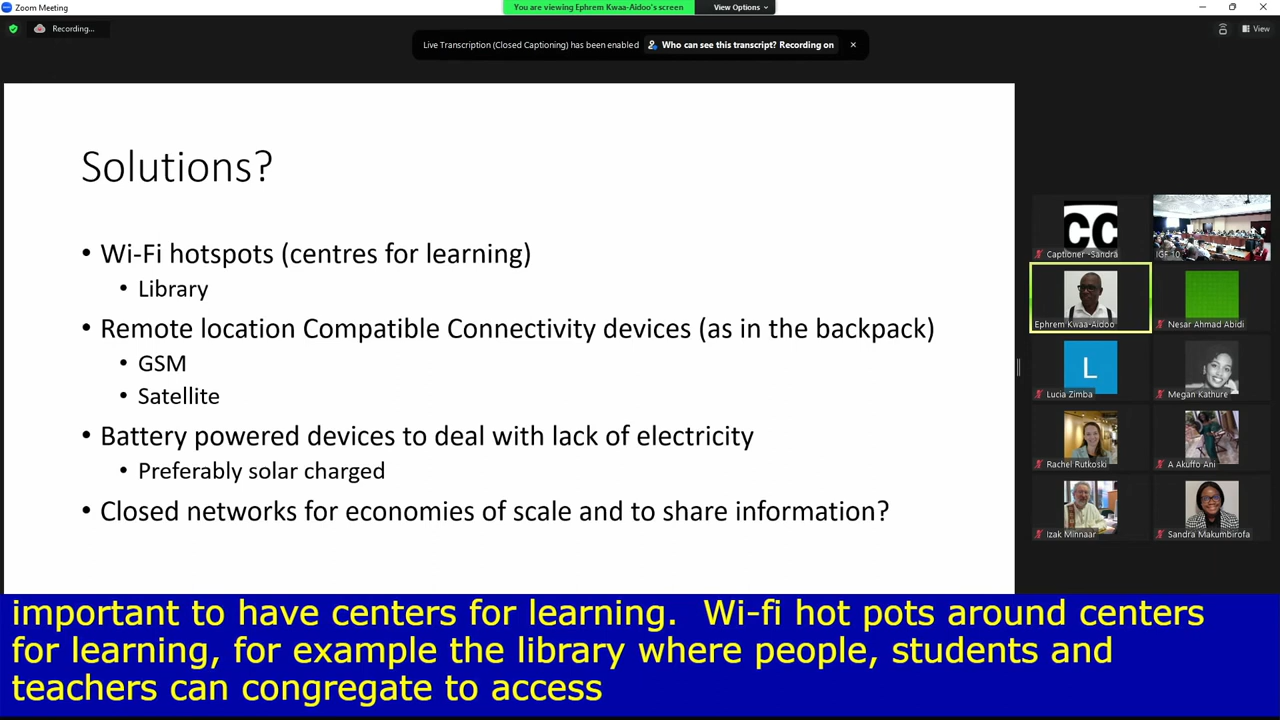 Zoom Meeting
You are viewing Ephrem Kwaa-Aidoo's screen
View Options
Recording...
Live Transcription (Closed Captioning) has been enabled
Who can see this transcript? Recording on
View
Solutions?
• Wi-Fi hotspots (centres for learning)
• Library
• Remote location Compatible Connectivity devices (as in the backpack)
• GSM
• Satellite
• Battery powered devices to deal with lack of electricity
• Preferably solar charged
• Closed networks for economies of scale and to share information?
CC
Captioner -Sandra
IGF 10
Ephrem Kwaa-Aidoo
Nesar Ahmad Abidi
L
Lucia Zimba
Megan Kathure
Rachel Rutkoski
A Akuffo Ani
Izak Minnaar
Sandra Makumbirofa
important to have centers for learning.  Wi-fi hot pots around centers
for learning, for example the library where people, students and
teachers can congregate to access